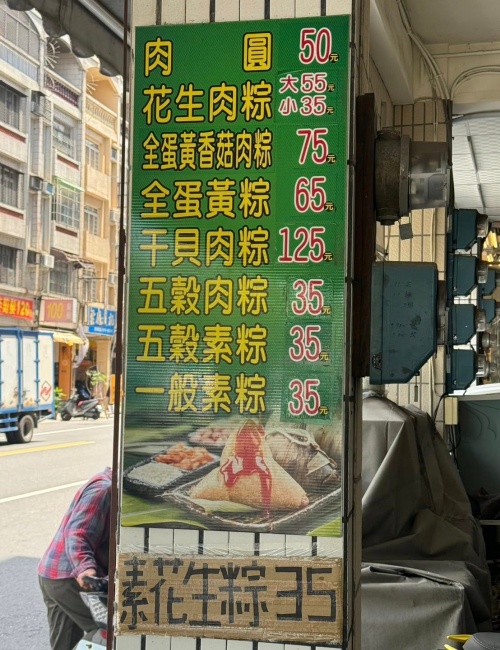 肉圓 50元
花生肉粽 大55元 小35元
全蛋黃香菇肉粽 75元
全蛋黃粽 65元
干貝肉粽 125元
五穀肉粽 35元
五穀素粽 35元
一般素粽 35元
素花生粽35